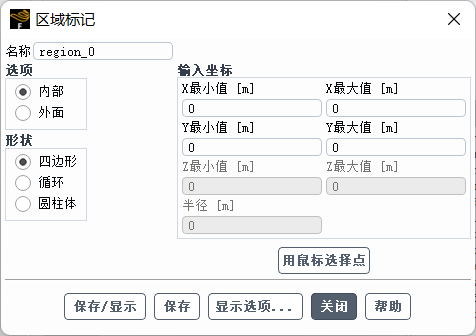 区域标记
名称 region_0
选项
内部
外面
形状
四边形
循环
圆柱体
输入坐标
X最小值 [m] X最大值 [m]
0 0
Y最小值 [m] Y最大值 [m]
0 0
Z最小值 [m] Z最大值 [m]
0 0
半径 [m]
0
用鼠标选择点
保存/显示 保存 显示选项... 关闭 帮助